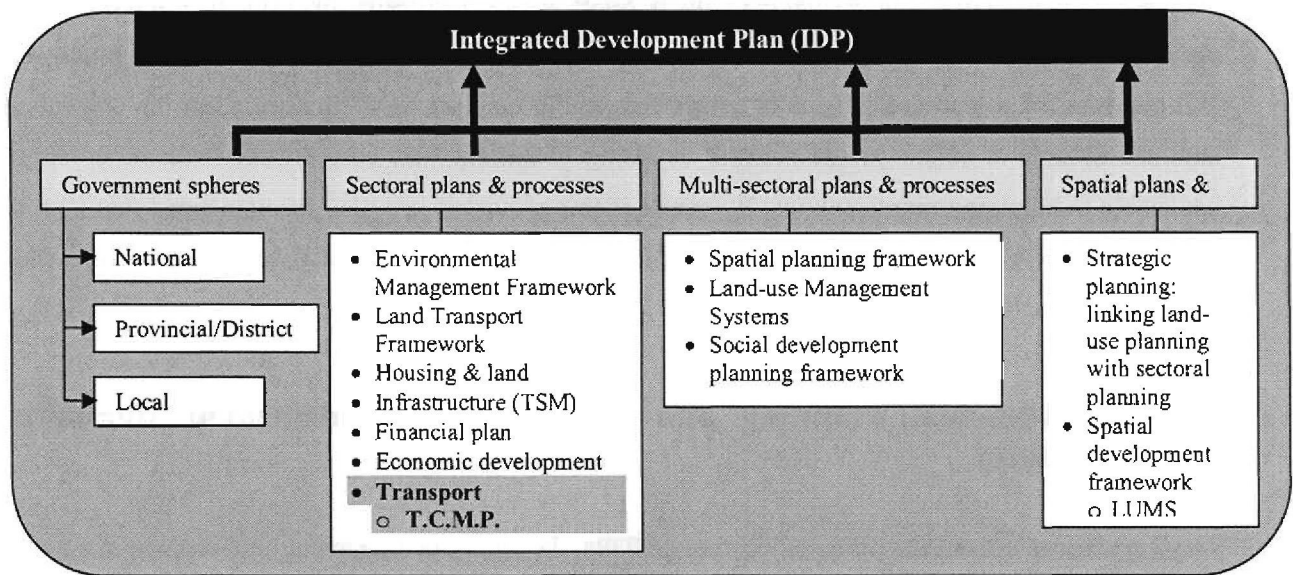 Integrated Development Plan (IDP)
Government spheres
National
Provincial/District
Local
Sectoral plans & processes
• Environmental
Management Framework
• Land Transport
Framework
• Housing & land
• Infrastructure (TSM)
• Financial plan
• Economic development
• Transport
o T.C.M.P.
Multi-sectoral plans & processes
• Spatial planning framework
• Land-use Management
Systems
• Social development
planning framework
Spatial plans &
• Strategic
planning:
linking land-
use planning
with sectoral
planning
• Spatial
development
framework
o LUMS